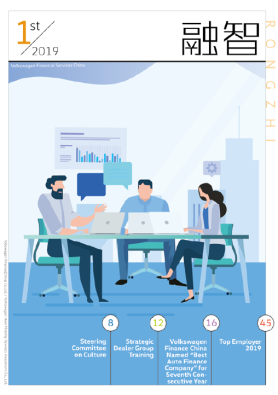 1st
/2019
融智
RONGZHI
Volkswagen Financial Services China
8
12
16
45
Steering
Committee
on Culture
Strategic
Dealer Group
Training
Volkswagen
Finance China
Named “Best
Auto Finance
Company” for
Seventh Con-
secutive Year
Top Employer
2019